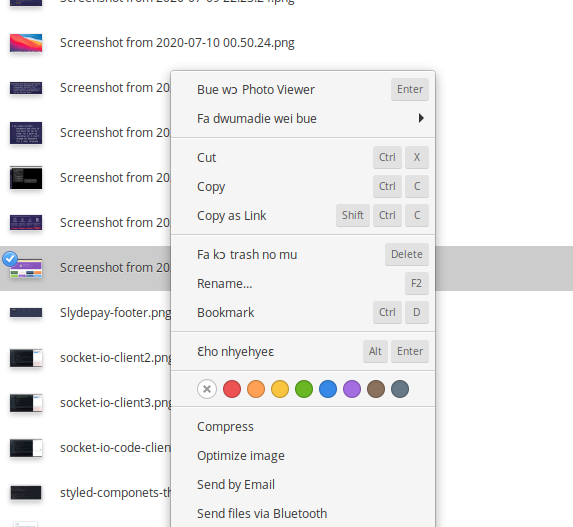 Screenshot from 2020-07-09 22.23.24.png
Screenshot from 2020-07-10 00.50.24.png
Screenshot from 20
Screenshot from 20
Screenshot from 20
Screenshot from 20
Screenshot from 20
Slydepay-footer.png
socket-io-client2.png
socket-io-client3.png
socket-io-code-clien
styled-componets-th
Bue wɔ Photo Viewer Enter
Fa dwumadie wei bue
Cut Ctrl X
Copy Ctrl C
Copy as Link Shift Ctrl C
Fa kɔ trash no mu Delete
Rename... F2
Bookmark Ctrl D
Ɛho nhyehyeɛ Alt Enter
Compress
Optimize image
Send by Email
Send files via Bluetooth